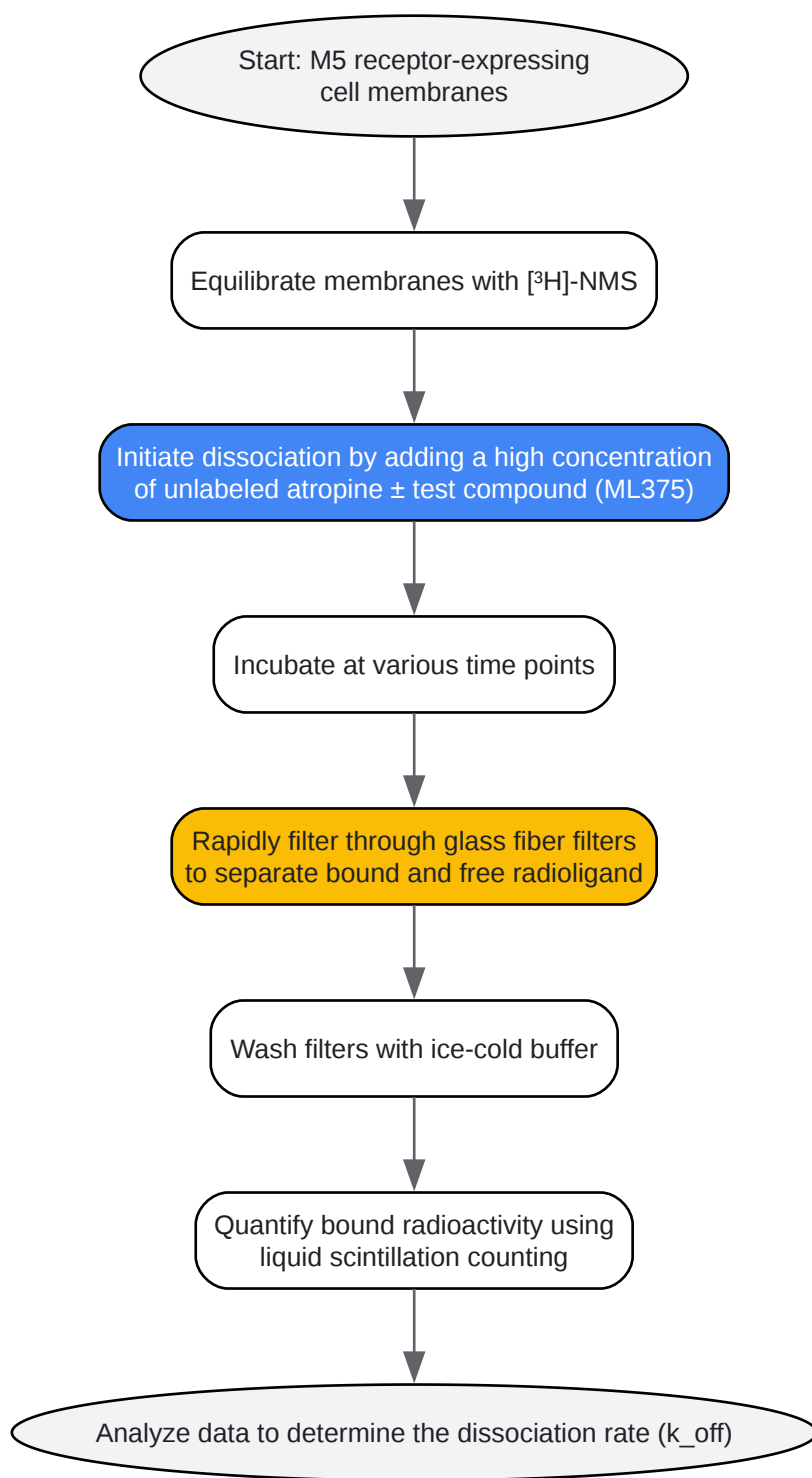 Start: M5 receptor-expressing
cell membranes
Equilibrate membranes with [³H]-NMS
Initiate dissociation by adding a high concentration
of unlabeled atropine ± test compound (ML375)
Incubate at various time points
Rapidly filter through glass fiber filters
to separate bound and free radioligand
Wash filters with ice-cold buffer
Quantify bound radioactivity using
liquid scintillation counting
Analyze data to determine the dissociation rate (k_off)